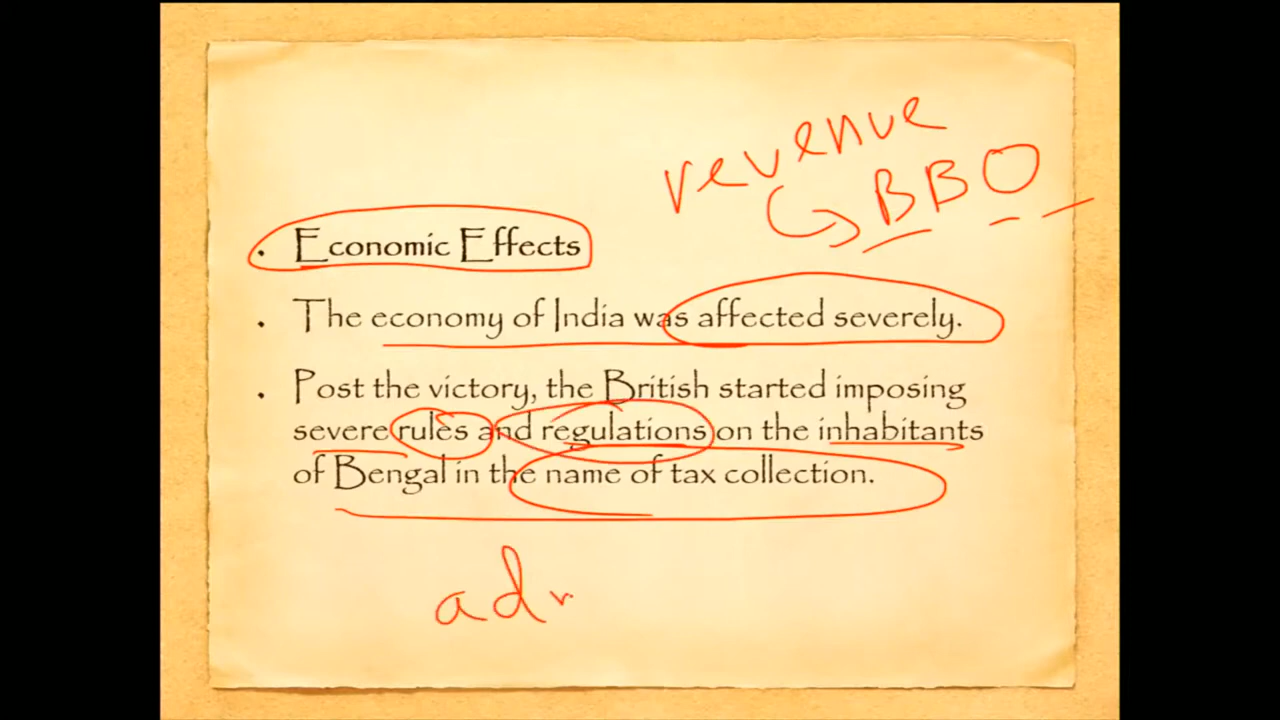 revenue
BBO
. Economic Effects
. The economy of India was affected severely.
. Post the victory, the British started imposing
severe rules and regulations on the inhabitants
of Bengal in the name of tax collection.
ad